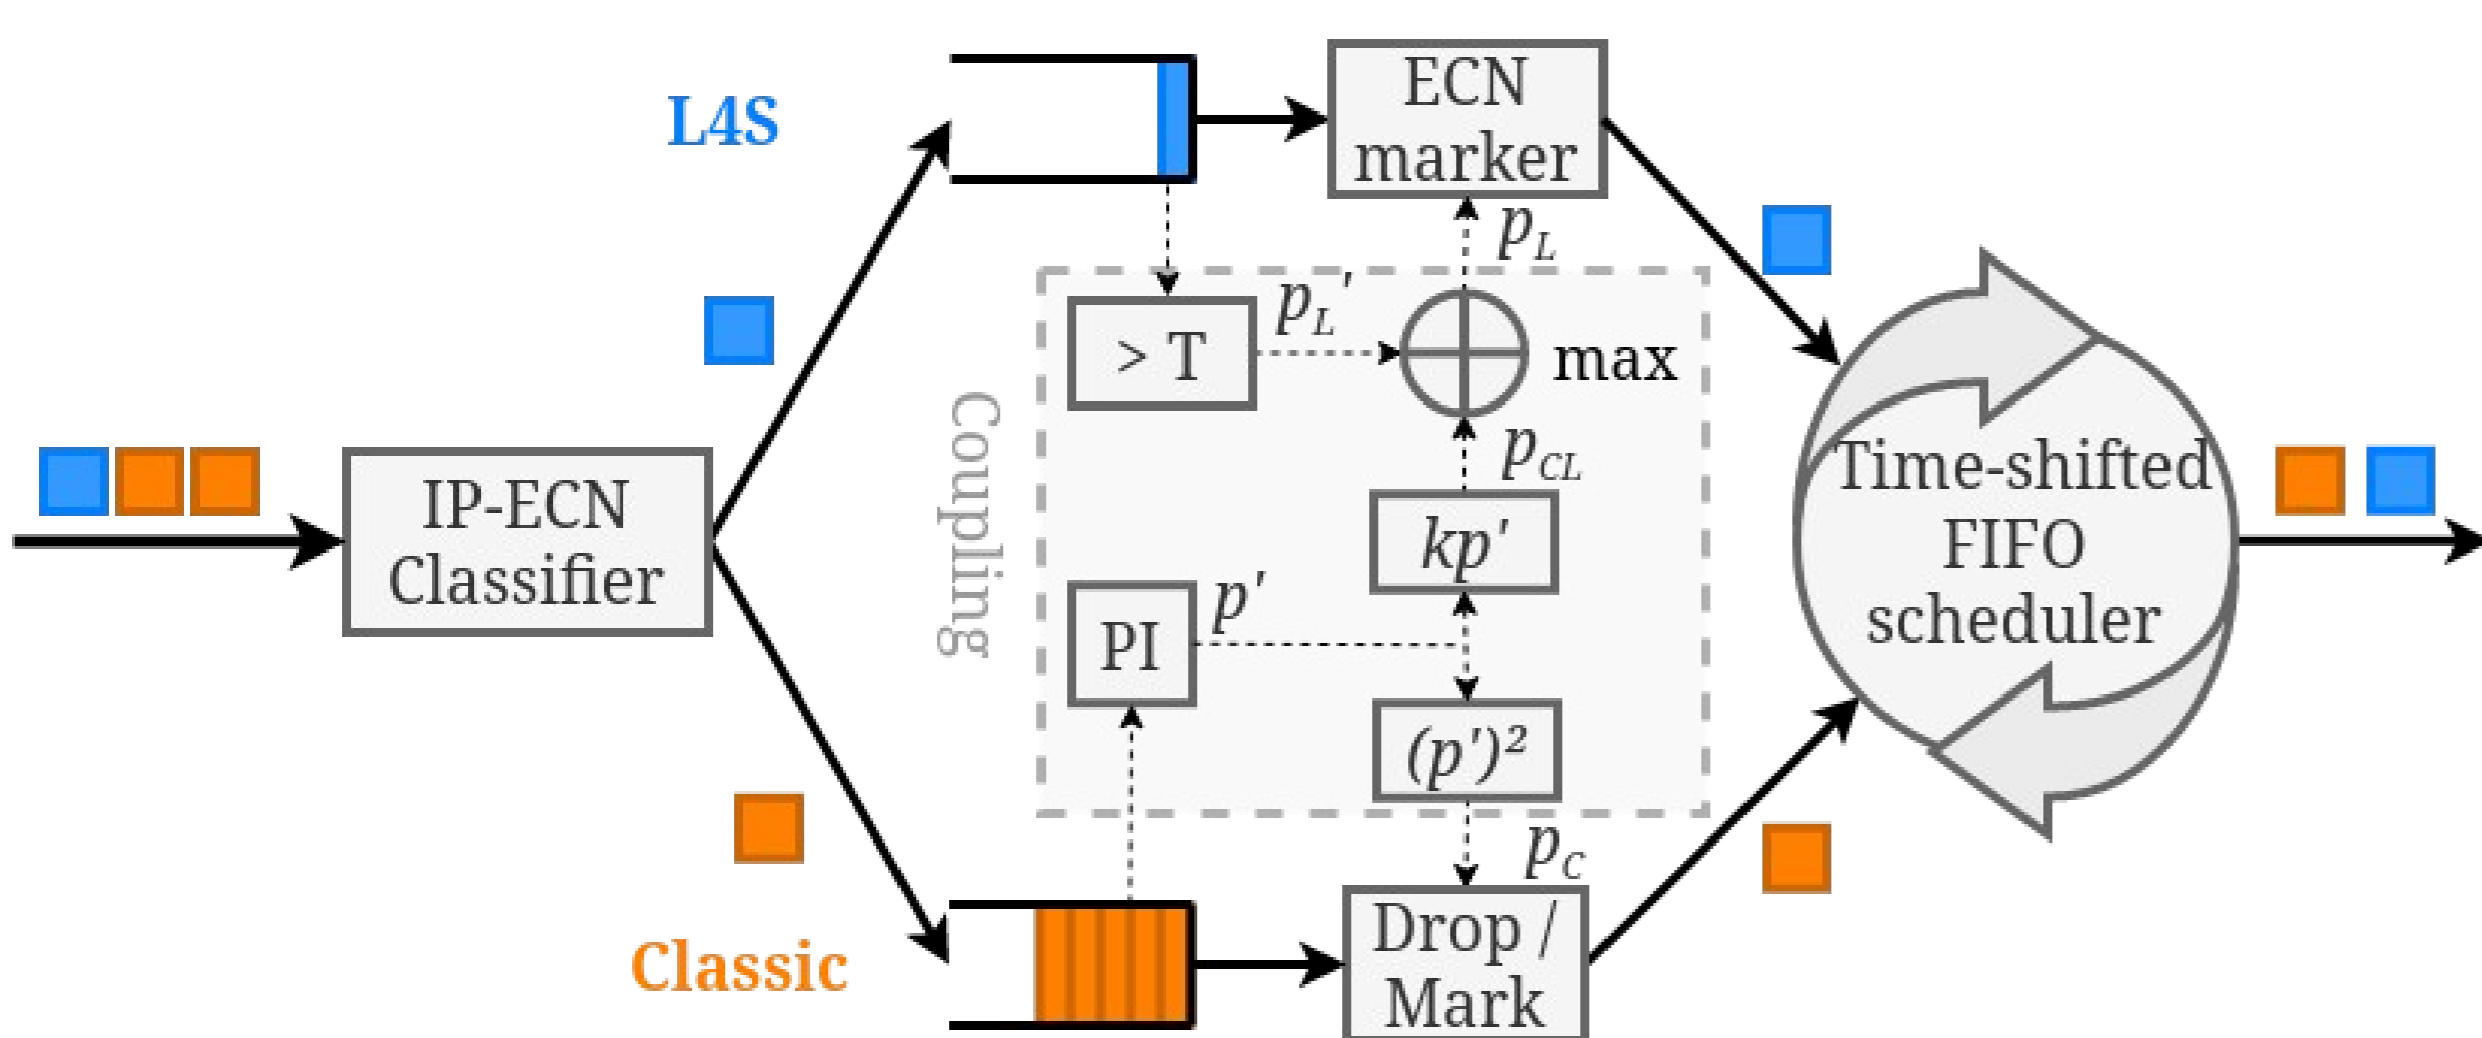 L4S
ECN
marker
p_L
> T
p_L'
max
Coupling
p_CL
IP-ECN
Classifier
kp'
PI
p'
(p')²
Time-shifted
FIFO
scheduler
p_C
Classic
Drop /
Mark